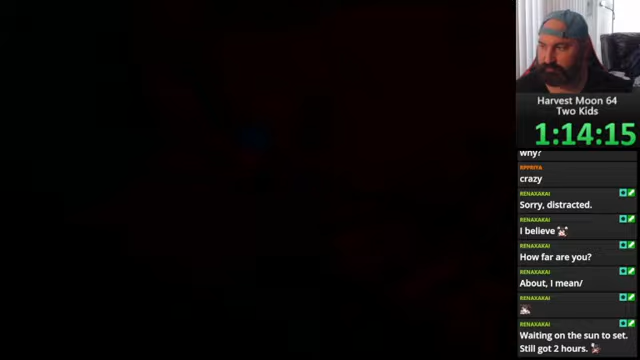 Harvest Moon 64
Two Kids
1:14:15
why?
RPFRIYA
crazy
RENAXAKAI
Sorry, distracted.
RENAXAKAI
I believe
RENAXAKAI
How far are you?
RENAXAKAI
About, I mean/
RENAXAKAI
RENAXAKAI
Waiting on the sun to set.
Still got 2 hours.